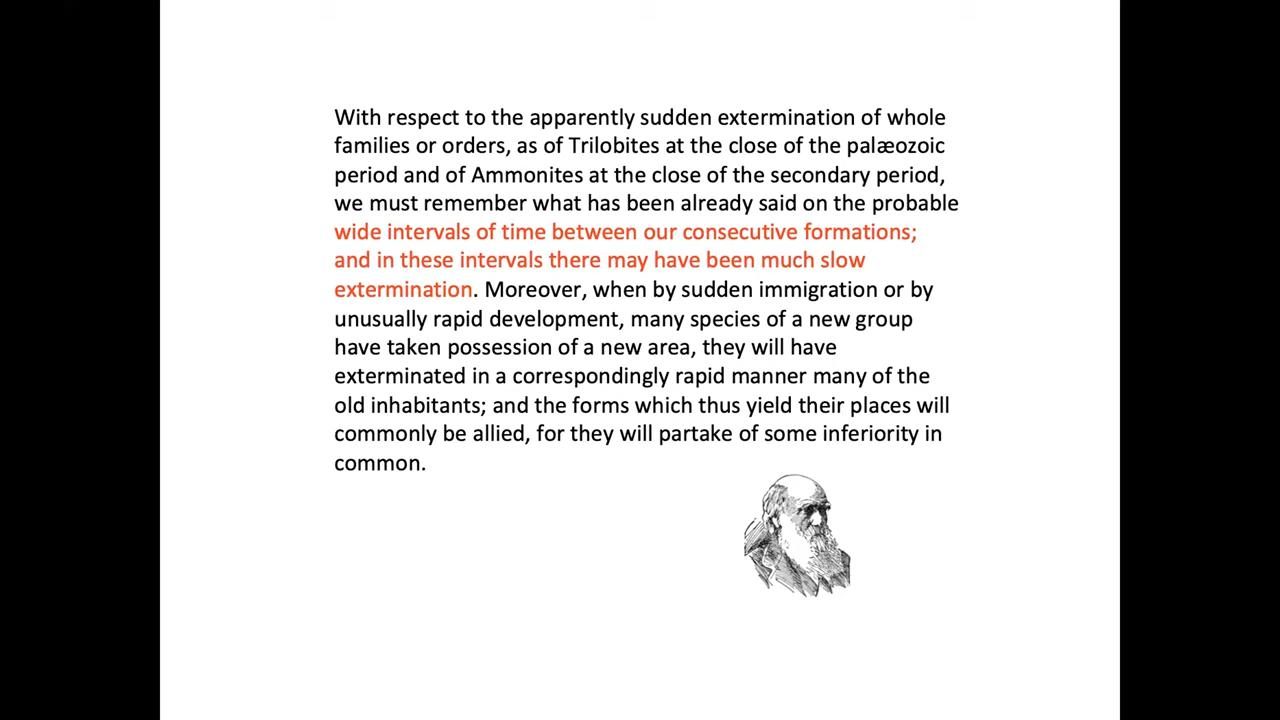 With respect to the apparently sudden extermination of whole
families or orders, as of Trilobites at the close of the palæozoic
period and of Ammonites at the close of the secondary period,
we must remember what has been already said on the probable
wide intervals of time between our consecutive formations;
and in these intervals there may have been much slow
extermination. Moreover, when by sudden immigration or by
unusually rapid development, many species of a new group
have taken possession of a new area, they will have
exterminated in a correspondingly rapid manner many of the
old inhabitants; and the forms which thus yield their places will
commonly be allied, for they will partake of some inferiority in
common.